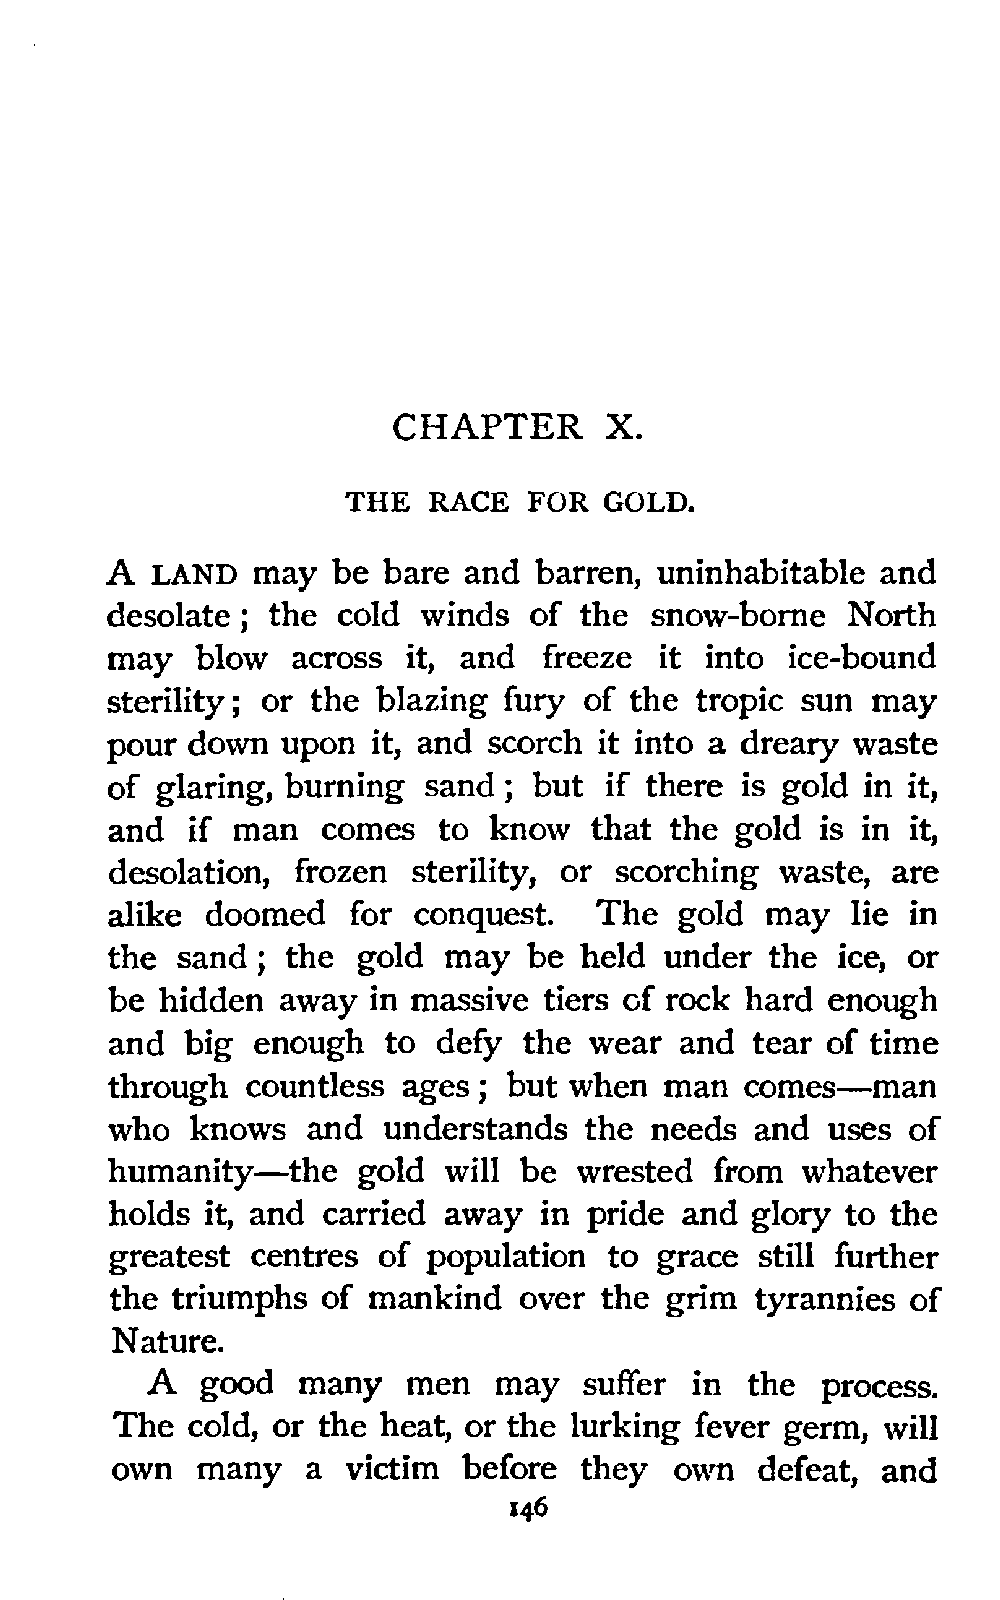 CHAPTER X.
THE RACE FOR GOLD.
A LAND may be bare and barren, uninhabitable and
desolate ; the cold winds of the snow-borne North
may blow across it, and freeze it into ice-bound
sterility ; or the blazing fury of the tropic sun may
pour down upon it, and scorch it into a dreary waste
of glaring, burning sand ; but if there is gold in it,
and if man comes to know that the gold is in it,
desolation, frozen sterility, or scorching waste, are
alike doomed for conquest. The gold may lie in
the sand ; the gold may be held under the ice, or
be hidden away in massive tiers of rock hard enough
and big enough to defy the wear and tear of time
through countless ages ; but when man comes—man
who knows and understands the needs and uses of
humanity—the gold will be wrested from whatever
holds it, and carried away in pride and glory to the
greatest centres of population to grace still further
the triumphs of mankind over the grim tyrannies of
Nature.
A good many men may suffer in the process.
The cold, or the heat, or the lurking fever germ, will
own many a victim before they own defeat, and
146